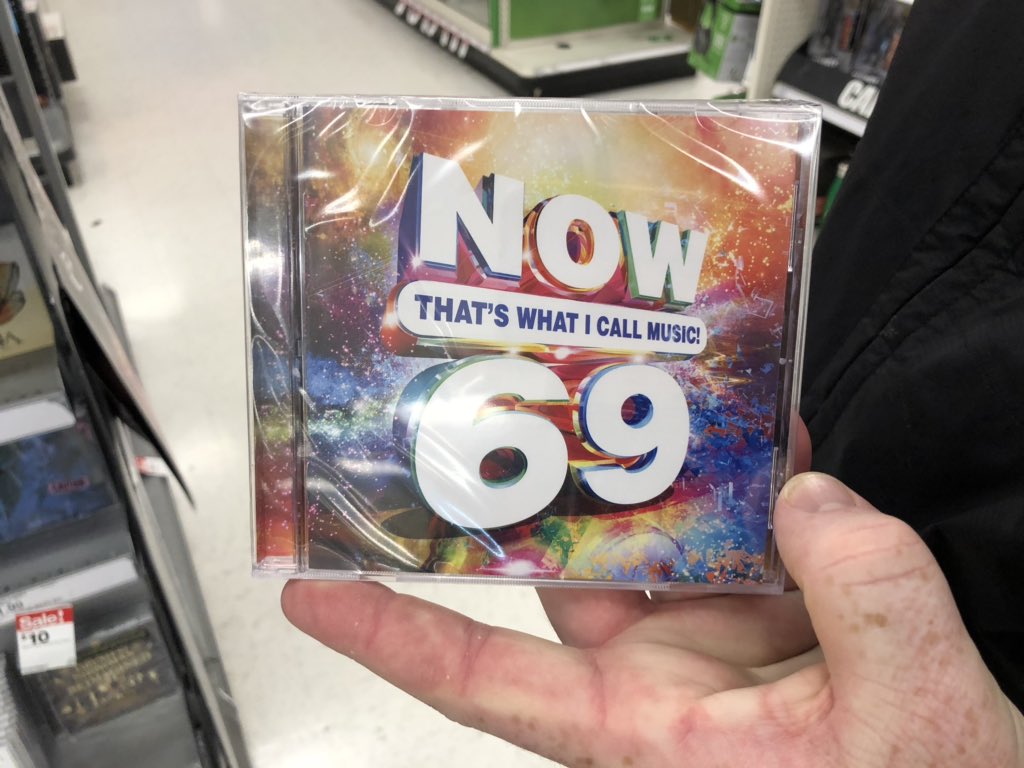 NOW
THAT'S WHAT I CALL MUSIC!
69
Sale!
$10